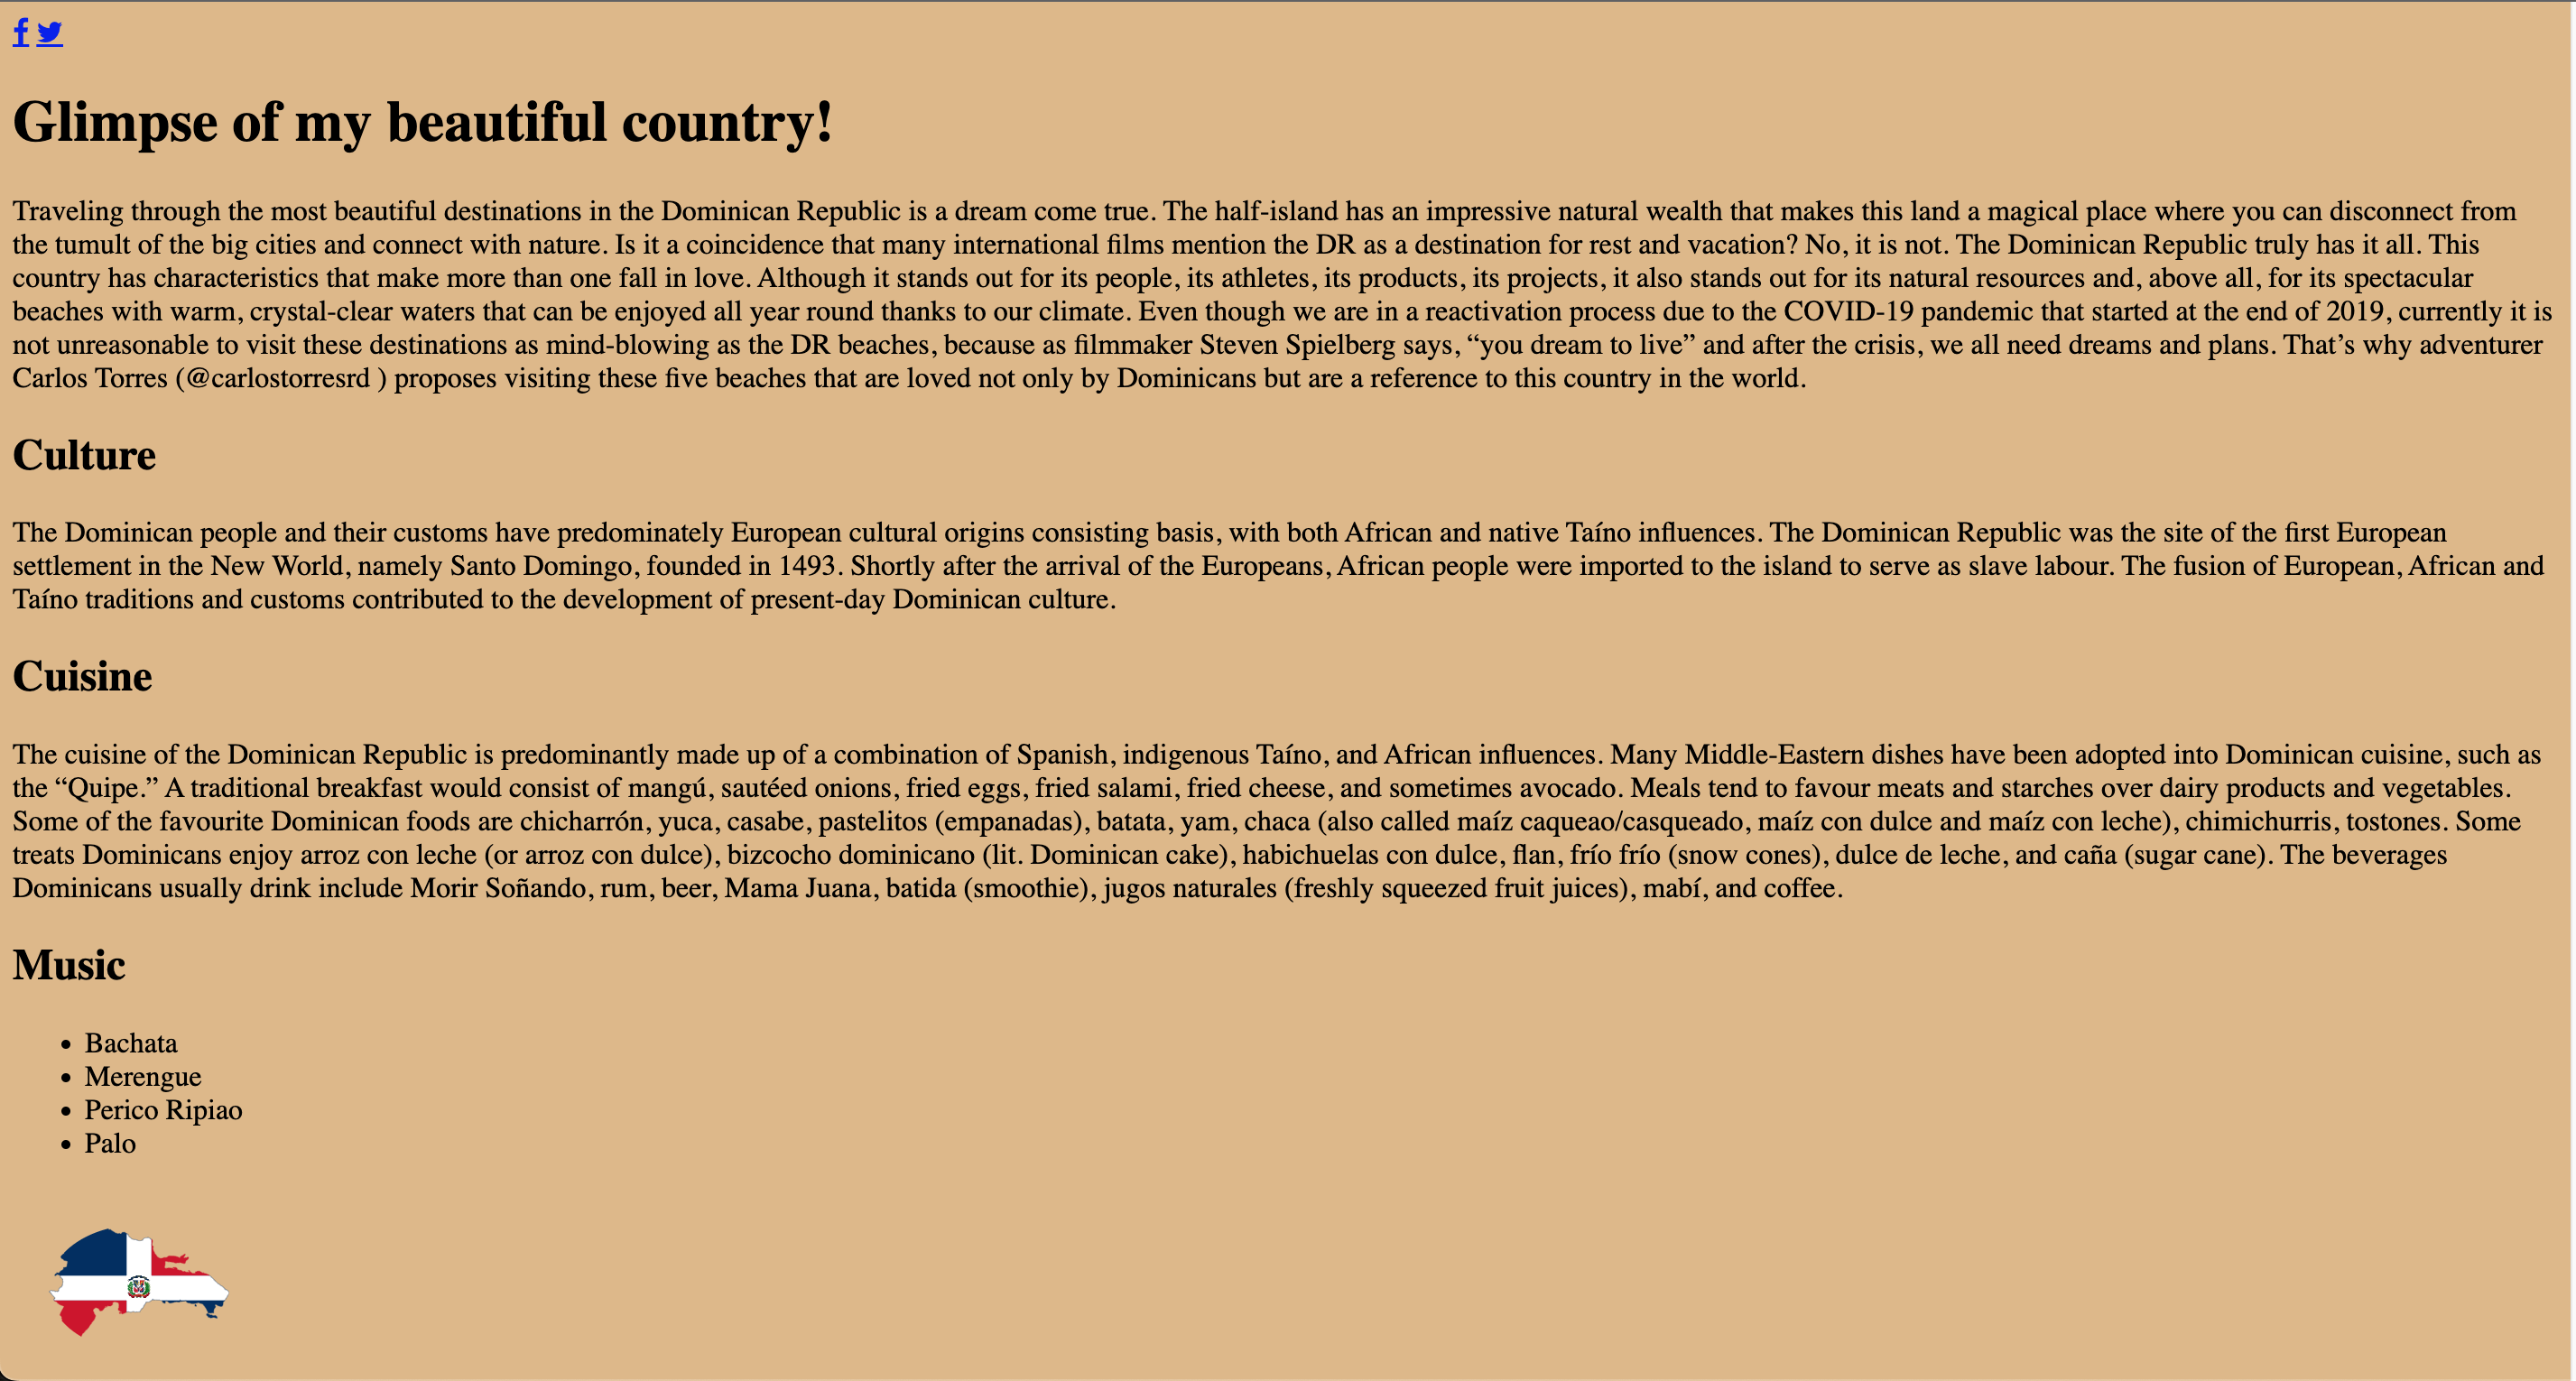 Glimpse of my beautiful country!
Traveling through the most beautiful destinations in the Dominican Republic is a dream come true. The half-island has an impressive natural wealth that makes this land a magical place where you can disconnect from
the tumult of the big cities and connect with nature. Is it a coincidence that many international films mention the DR as a destination for rest and vacation? No, it is not. The Dominican Republic truly has it all. This
country has characteristics that make more than one fall in love. Although it stands out for its people, its athletes, its products, its projects, it also stands out for its natural resources and, above all, for its spectacular
beaches with warm, crystal-clear waters that can be enjoyed all year round thanks to our climate. Even though we are in a reactivation process due to the COVID-19 pandemic that started at the end of 2019, currently it is
not unreasonable to visit these destinations as mind-blowing as the DR beaches, because as filmmaker Steven Spielberg says, “you dream to live” and after the crisis, we all need dreams and plans. That’s why adventurer
Carlos Torres (@carlostorresrd ) proposes visiting these five beaches that are loved not only by Dominicans but are a reference to this country in the world.
Culture
The Dominican people and their customs have predominately European cultural origins consisting basis, with both African and native Taíno influences. The Dominican Republic was the site of the first European
settlement in the New World, namely Santo Domingo, founded in 1493. Shortly after the arrival of the Europeans, African people were imported to the island to serve as slave labour. The fusion of European, African and
Taíno traditions and customs contributed to the development of present-day Dominican culture.
Cuisine
The cuisine of the Dominican Republic is predominantly made up of a combination of Spanish, indigenous Taíno, and African influences. Many Middle-Eastern dishes have been adopted into Dominican cuisine, such as
the “Quipe.” A traditional breakfast would consist of mangú, sautéed onions, fried eggs, fried salami, fried cheese, and sometimes avocado. Meals tend to favour meats and starches over dairy products and vegetables.
Some of the favourite Dominican foods are chicharrón, yuca, casabe, pastelitos (empanadas), batata, yam, chaca (also called maíz caqueao/casqueado, maíz con dulce and maíz con leche), chimichurris, tostones. Some
treats Dominicans enjoy arroz con leche (or arroz con dulce), bizcocho dominicano (lit. Dominican cake), habichuelas con dulce, flan, frío frío (snow cones), dulce de leche, and caña (sugar cane). The beverages
Dominicans usually drink include Morir Soñando, rum, beer, Mama Juana, batida (smoothie), jugos naturales (freshly squeezed fruit juices), mabí, and coffee.
Music
• Bachata
• Merengue
• Perico Ripiao
• Palo